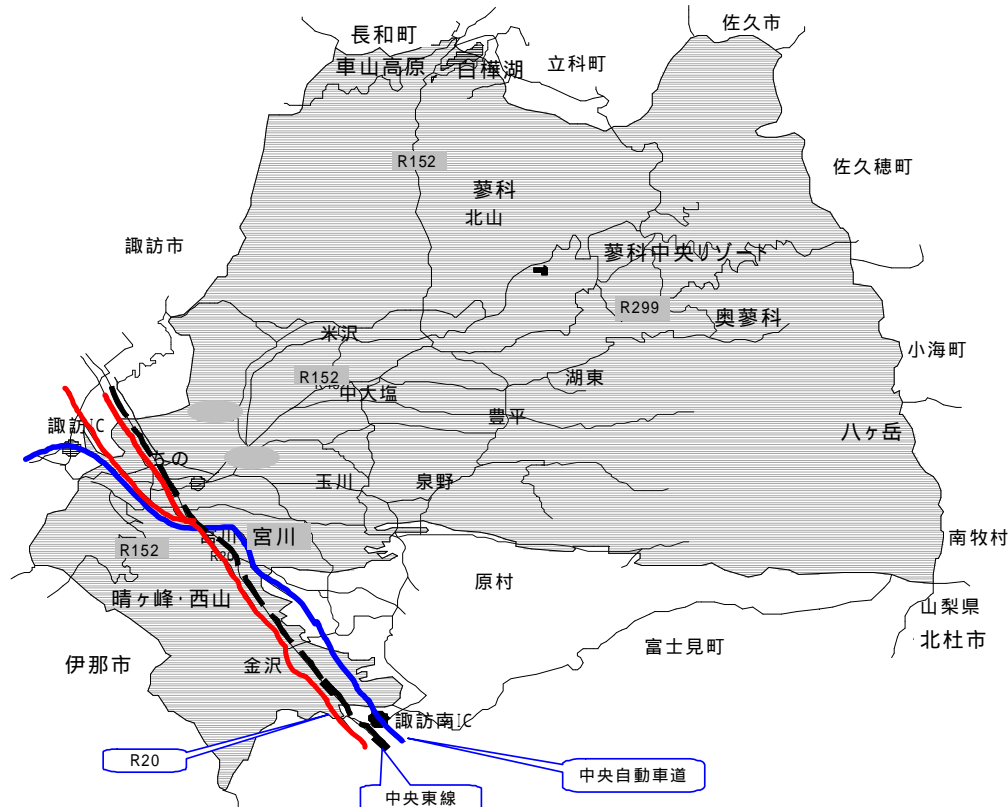 佐久市
長和町
車山高原
白樺湖
立科町
R152
佐久穂町
蓼科
北山
諏訪市
蓼科中央リゾート
R299
奥蓼科
米沢
小海町
R152
湖東
中大塩
豊平
諏訪IC
八ヶ岳
ちの
玉川
泉野
宮川
宮川
南牧村
R152
R20
原村
晴ヶ峰・西山
山梨県
北杜市
富士見町
伊那市
金沢
諏訪南IC
R20
中央自動車道
中央東線